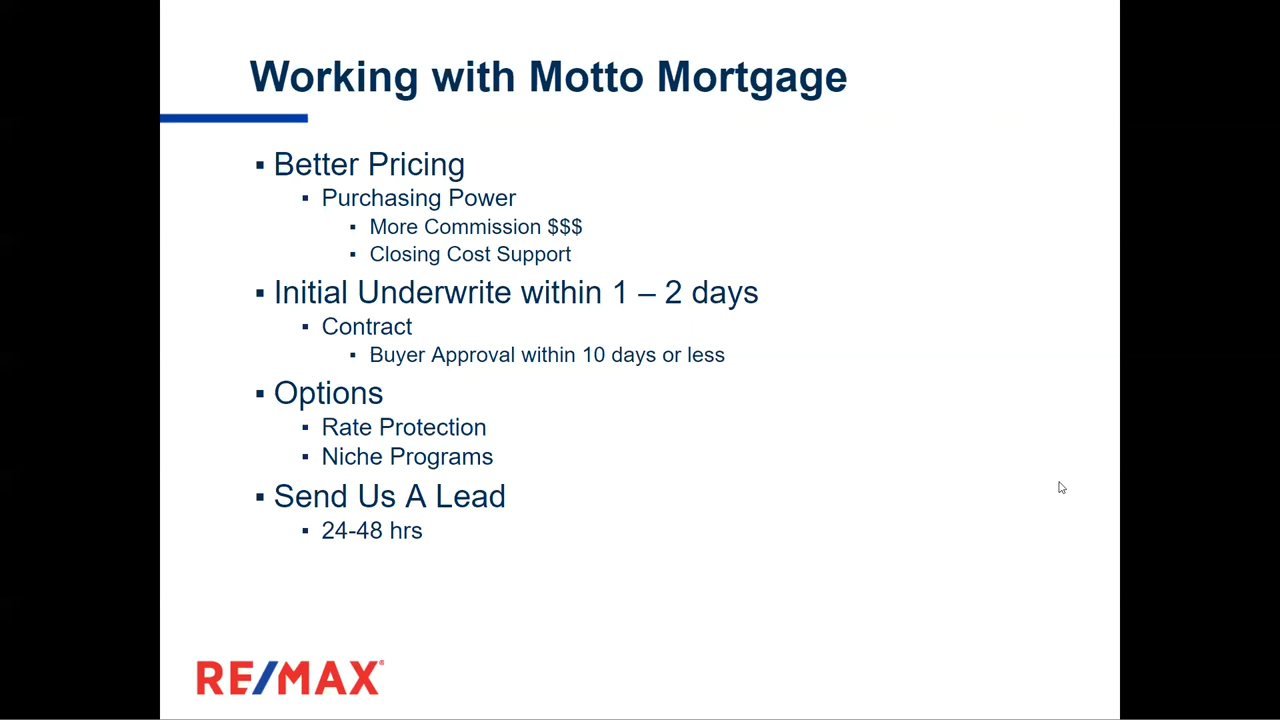 Working with Motto Mortgage
▪ Better Pricing
▪ Purchasing Power
▪ More Commission $$$
▪ Closing Cost Support
▪ Initial Underwrite within 1 – 2 days
▪ Contract
▪ Buyer Approval within 10 days or less
▪ Options
▪ Rate Protection
▪ Niche Programs
▪ Send Us A Lead
▪ 24-48 hrs
RE/MAX®